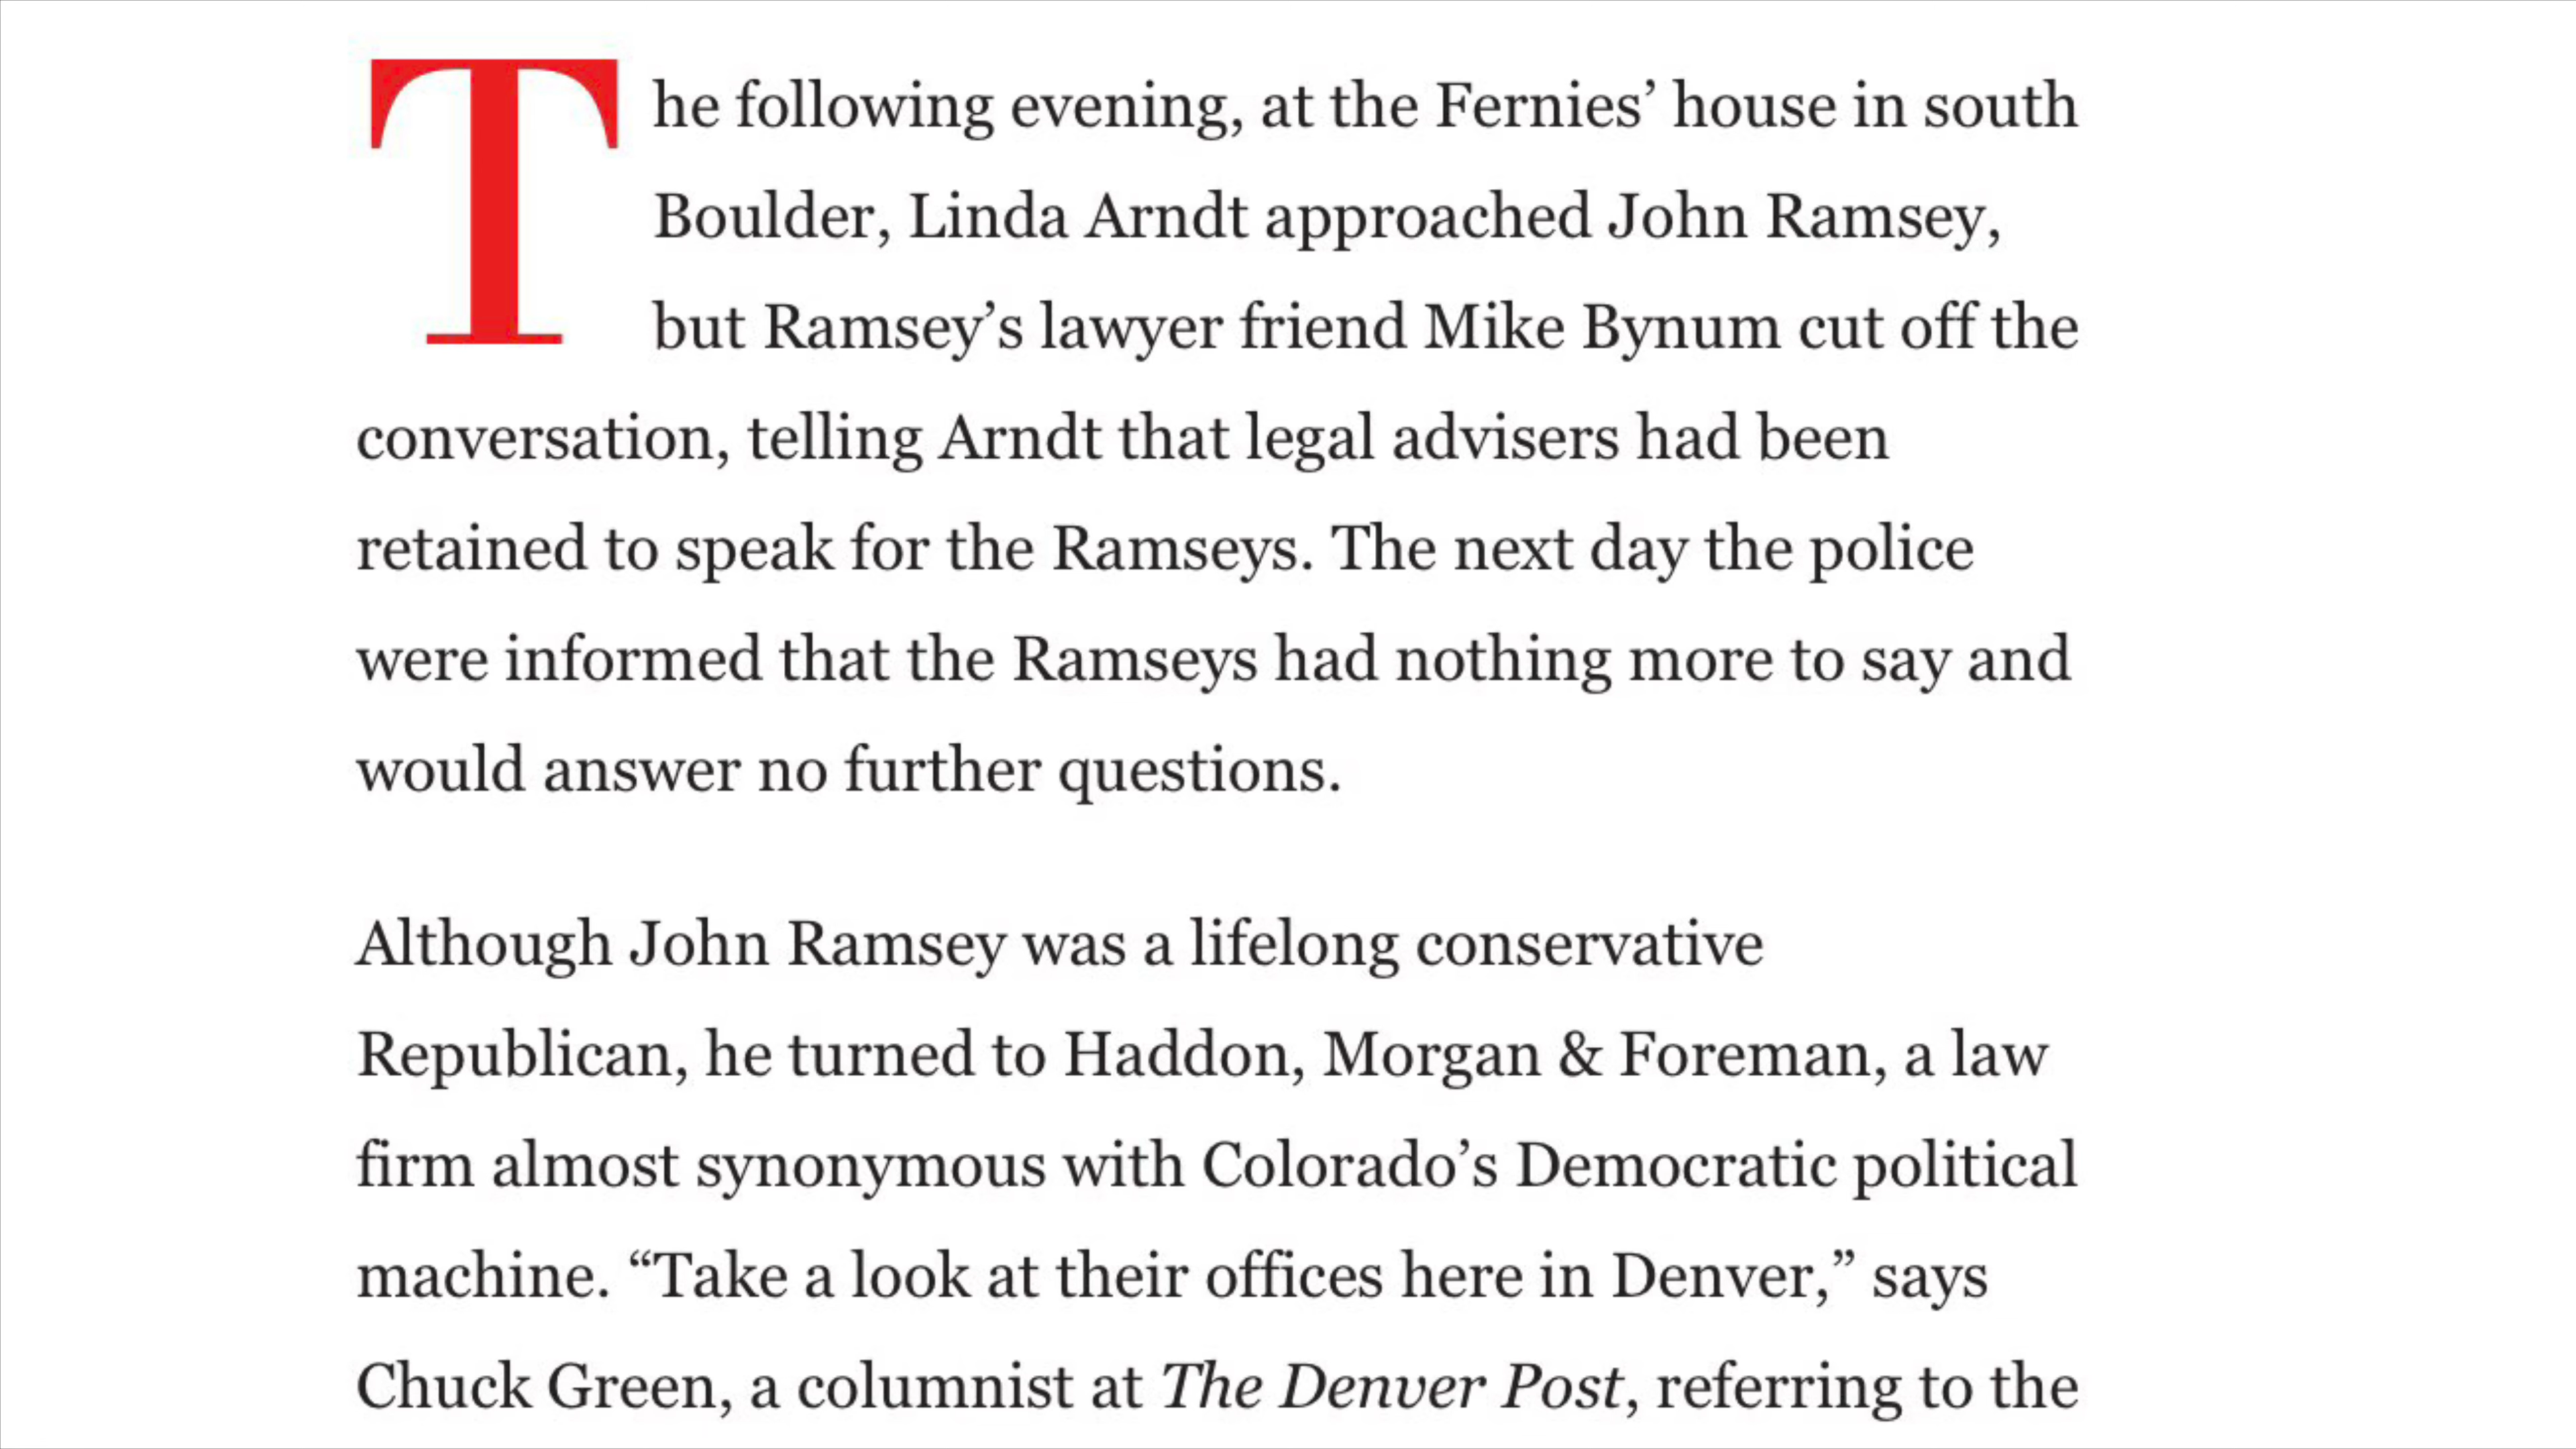 The following evening, at the Fernies’ house in south
Boulder, Linda Arndt approached John Ramsey,
but Ramsey’s lawyer friend Mike Bynum cut off the
conversation, telling Arndt that legal advisers had been
retained to speak for the Ramseys. The next day the police
were informed that the Ramseys had nothing more to say and
would answer no further questions.
Although John Ramsey was a lifelong conservative
Republican, he turned to Haddon, Morgan & Foreman, a law
firm almost synonymous with Colorado’s Democratic political
machine. “Take a look at their offices here in Denver,” says
Chuck Green, a columnist at The Denver Post, referring to the